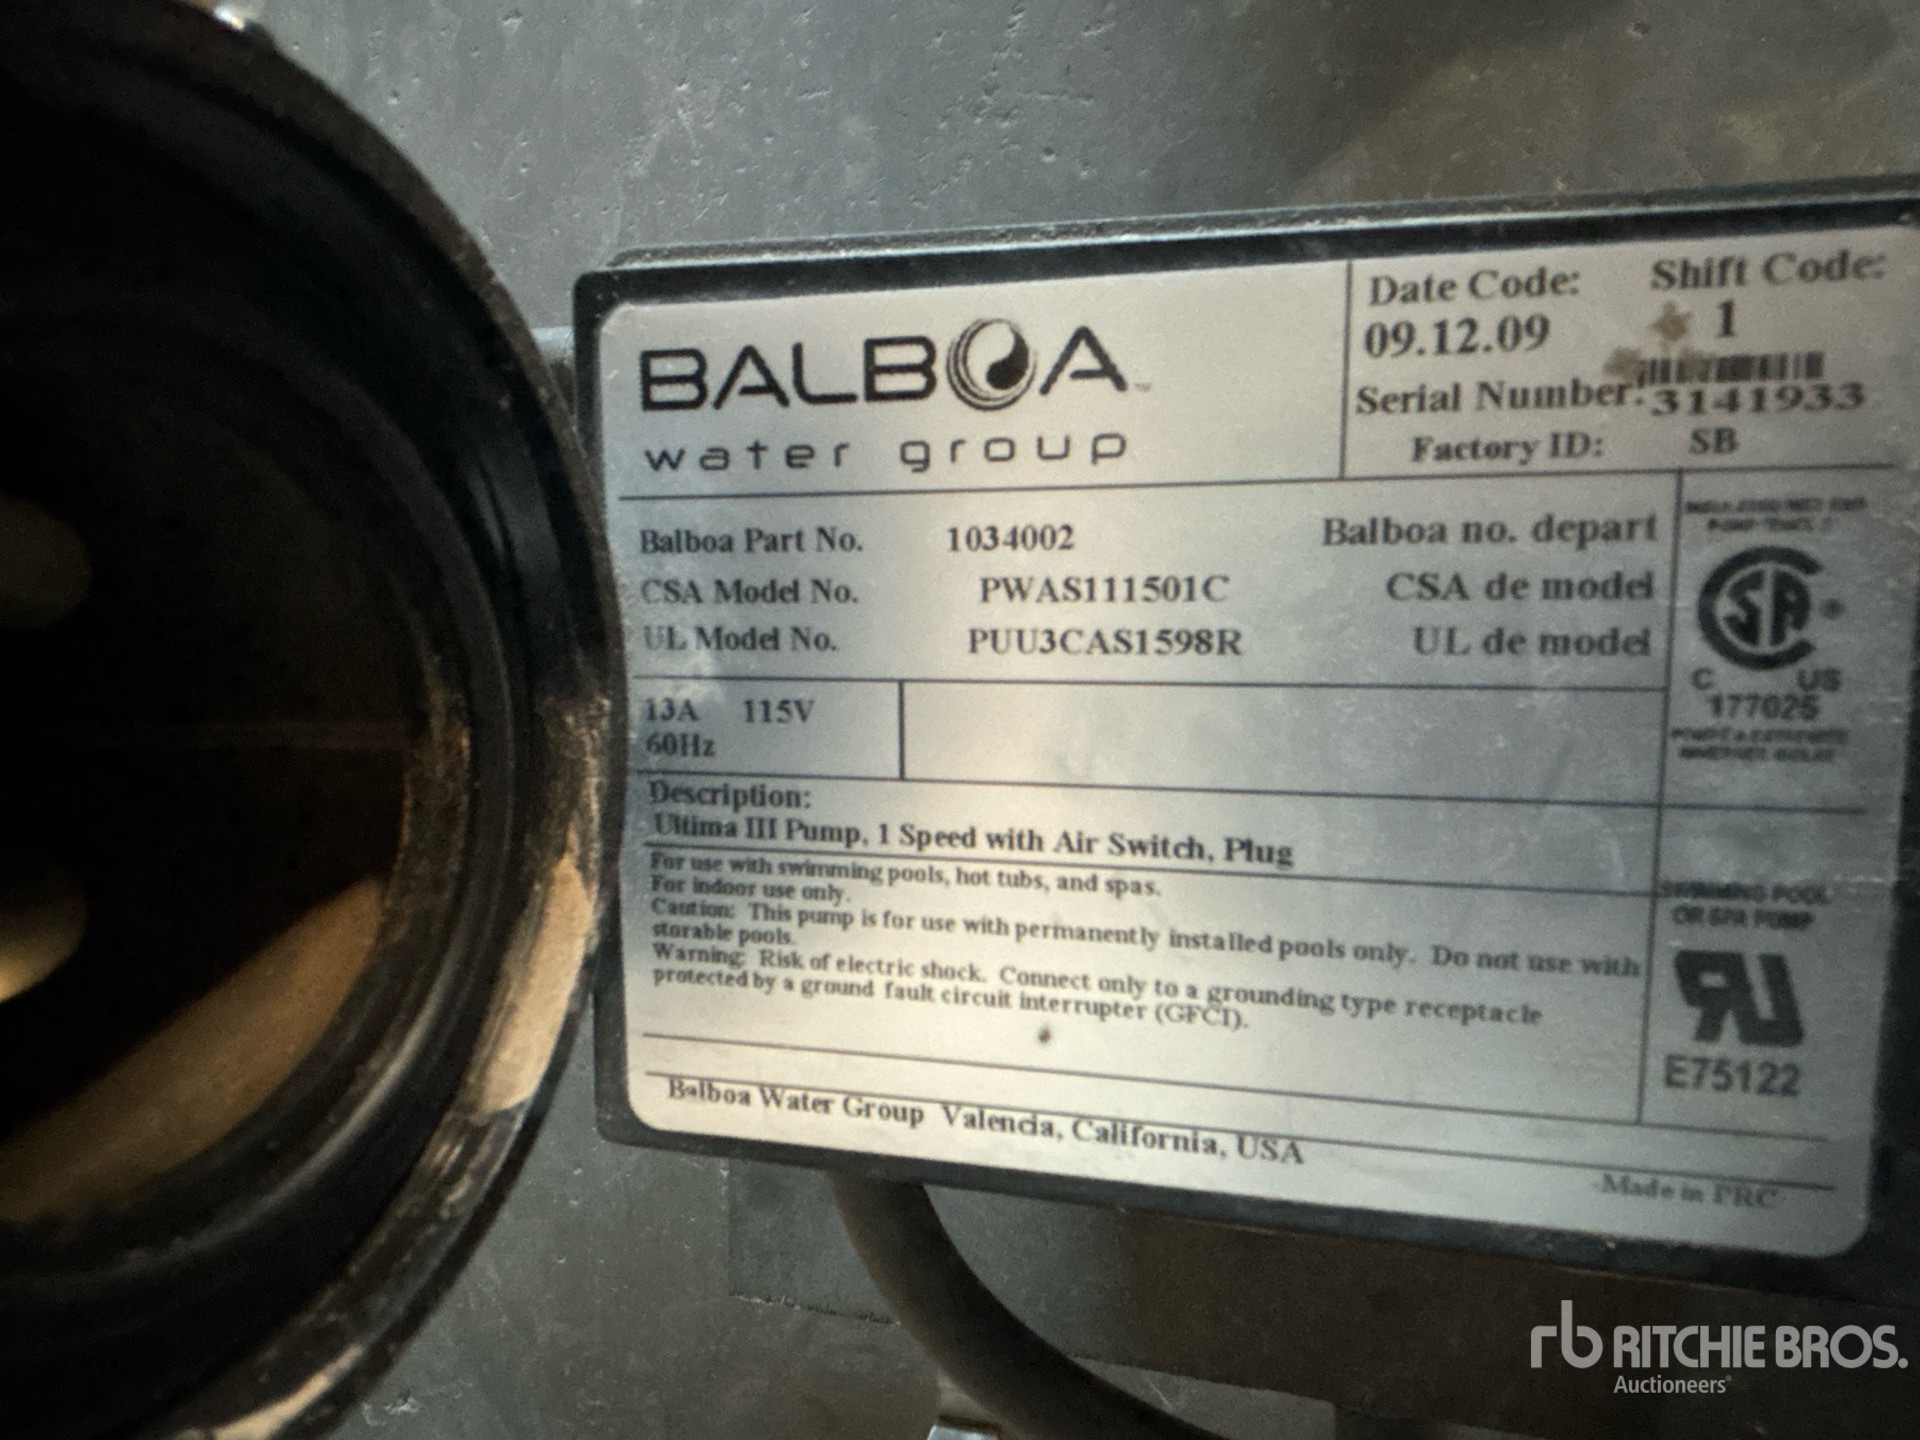 BALBOA
water group
Date Code: Shift Code:
09.12.09 1
Serial Number: 3141933
Factory ID: SB
Balboa Part No. 1034002 Balboa no. depart
CSA Model No. PWAS111501C CSA de model
UL Model No. PUU3CAS1598R UL de model
C US
177025
13A 115V
60Hz
Description:
Ultima III Pump, 1 Speed with Air Switch, Plug
For use with swimming pools, hot tubs, and spas.
For indoor use only.
Caution: This pump is for use with permanently installed pools only. Do not use with
storable pools.
Warning: Risk of electric shock. Connect only to a grounding type receptacle
protected by a ground fault circuit interrupter (GFCI).
SWIMMING POOL
OR SPA PUMP
E75122
Balboa Water Group Valencia, California, USA
Made in PRC
rb RITCHIE BROS.
Auctioneers